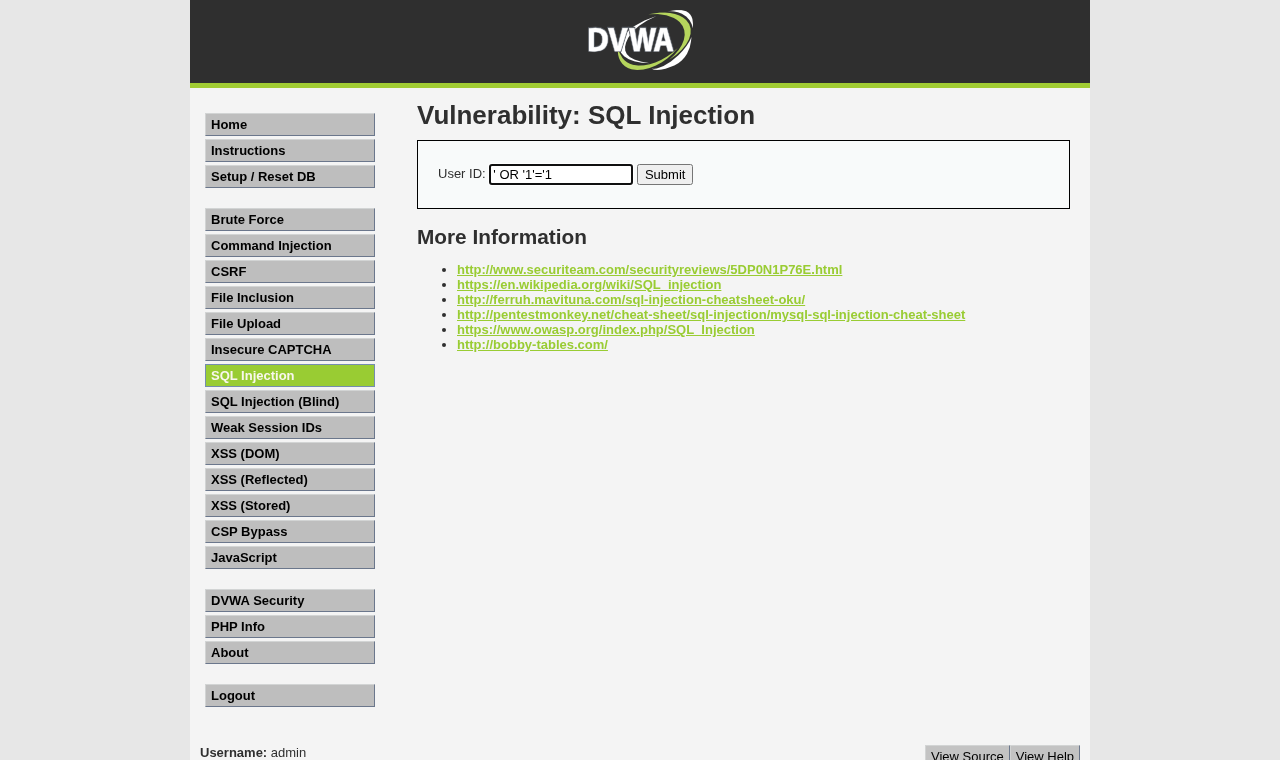 DVWA
Home
Instructions
Setup / Reset DB
Brute Force
Command Injection
CSRF
File Inclusion
File Upload
Insecure CAPTCHA
SQL Injection
SQL Injection (Blind)
Weak Session IDs
XSS (DOM)
XSS (Reflected)
XSS (Stored)
CSP Bypass
JavaScript
DVWA Security
PHP Info
About
Logout
Vulnerability: SQL Injection
User ID: ' OR '1'='1 Submit
More Information
http://www.securiteam.com/securityreviews/5DP0N1P76E.html
https://en.wikipedia.org/wiki/SQL_injection
http://ferruh.mavituna.com/sql-injection-cheatsheet-oku/
http://pentestmonkey.net/cheat-sheet/sql-injection/mysql-sql-injection-cheat-sheet
https://www.owasp.org/index.php/SQL_Injection
http://bobby-tables.com/
Username: admin
View Source View Help